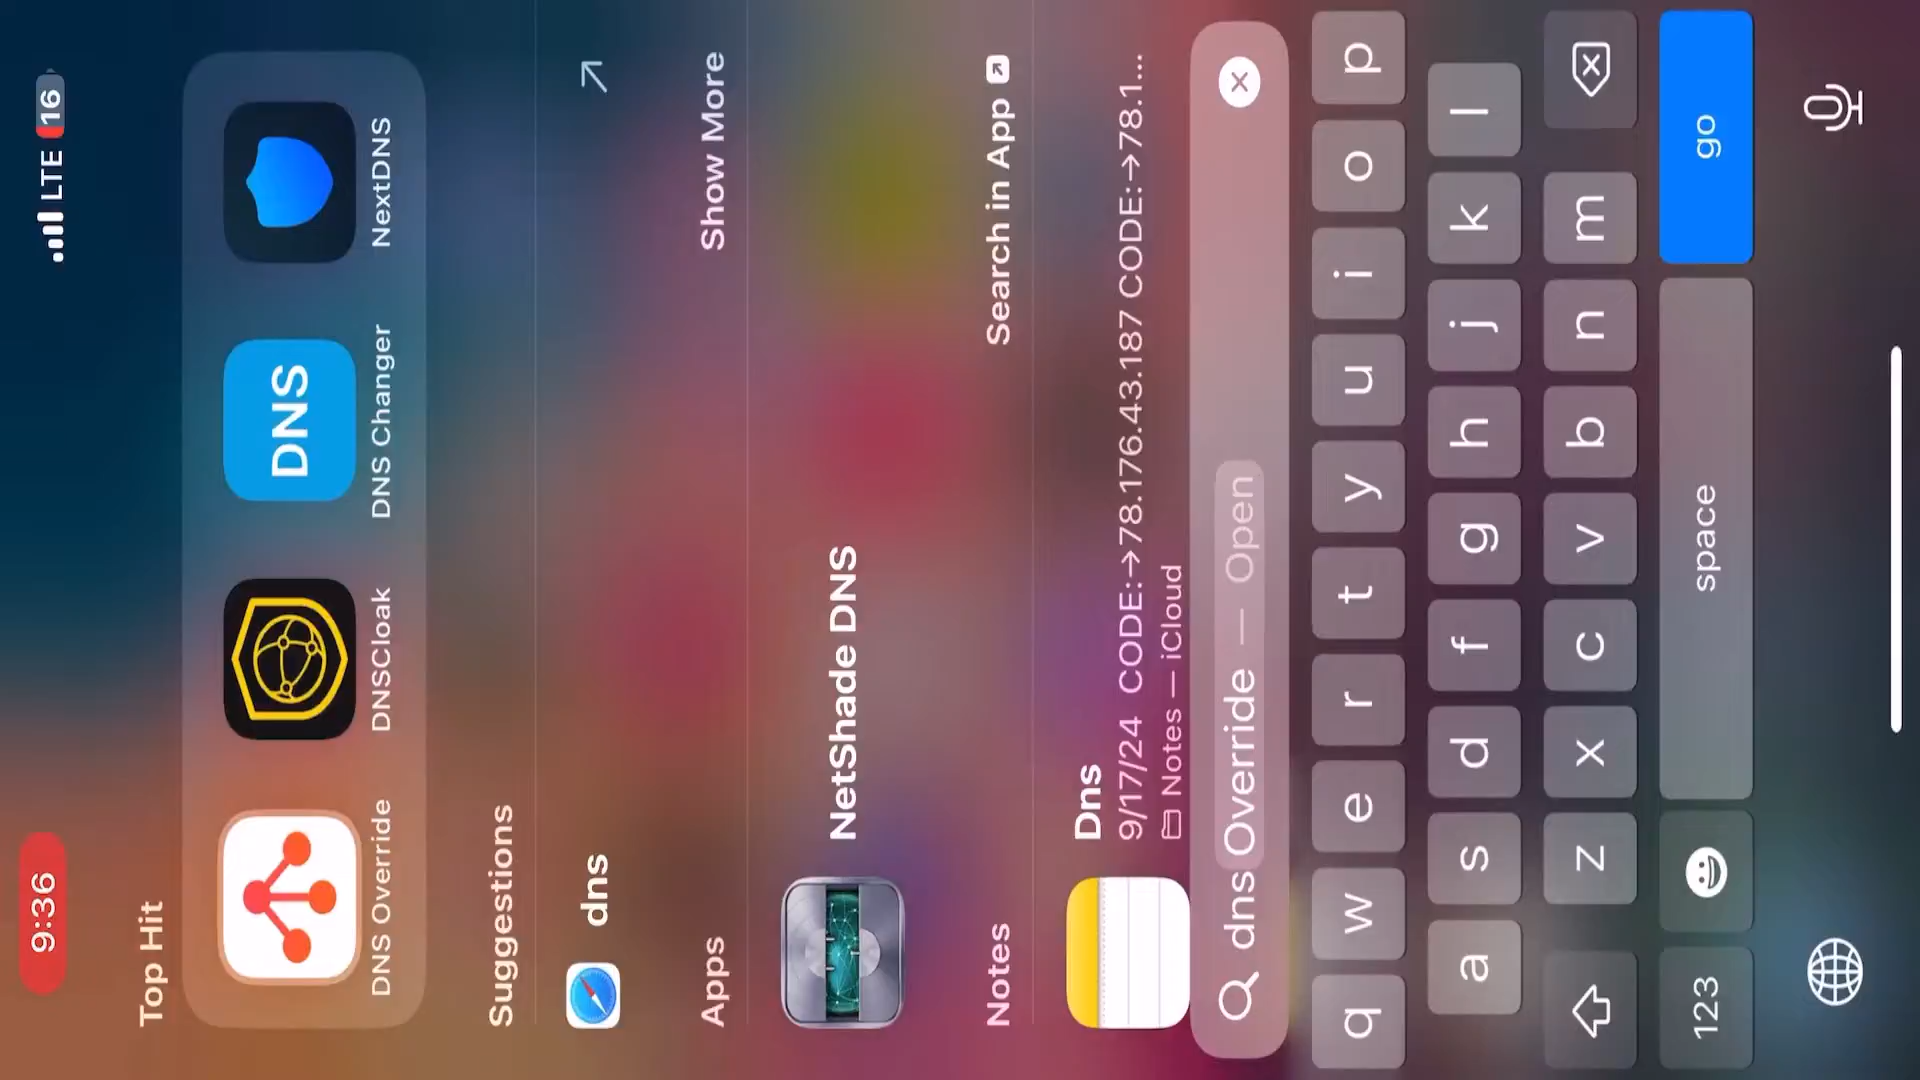 9:36
LTE 16
Top Hit
DNS
DNS Override
DNSCloak
DNS Changer
NextDNS
Suggestions
dns
Apps
Show More
NetShade DNS
Notes
Search in App
Dns
9/17/24 CODE:→78.176.43.187 CODE:→78.1...
Notes — iCloud
dns Override — Open
q w e r t y u i o p
a s d f g h j k l
z x c v b n m
123
space
go